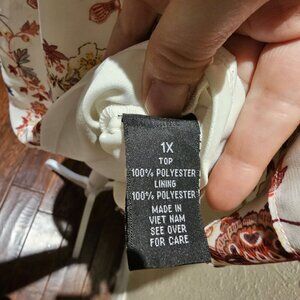 1X
TOP
100% POLYESTER
LINING
100% POLYESTER
MADE IN
VIET NAM
SEE OVER
FOR CARE